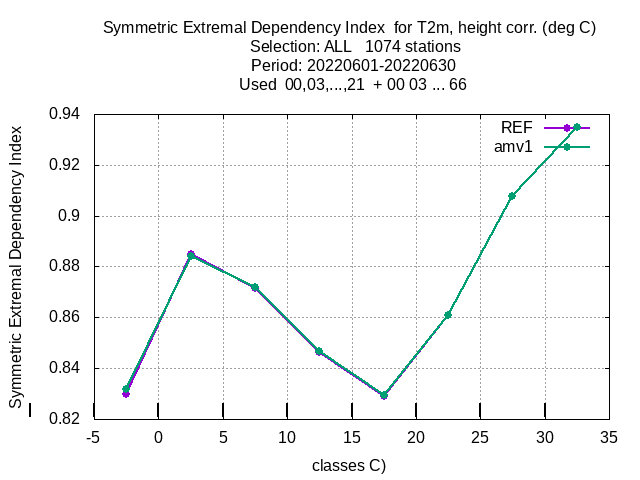 Symmetric Extremal Dependency Index  for T2m, height corr. (deg C)
Selection: ALL   1074 stations
Period: 20220601-20220630
Used  00,03,...,21  + 00 03 ... 66
Symmetric Extremal Dependency Index
0.94
0.92
0.9
0.88
0.86
0.84
0.82
REF
amv1
-5 0 5 10 15 20 25 30 35
classes C)